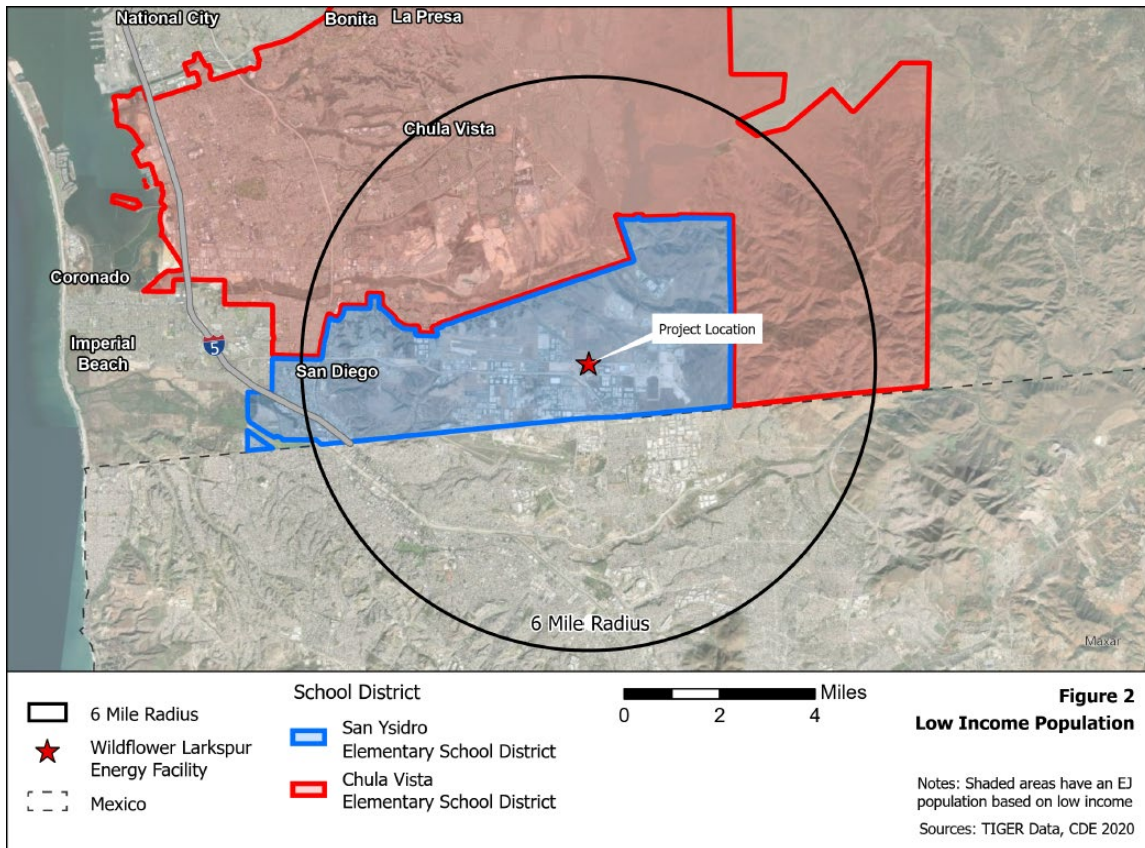 National City
Bonita
La Presa
Chula Vista
Coronado
Imperial
Beach
5
San Diego
Project Location
6 Mile Radius
Maxar
6 Mile Radius
Wildflower Larkspur
Energy Facility
Mexico
School District
San Ysidro
Elementary School District
Chula Vista
Elementary School District
Miles
0 2 4
Figure 2
Low Income Population
Notes: Shaded areas have an EJ
population based on low income
Sources: TIGER Data, CDE 2020